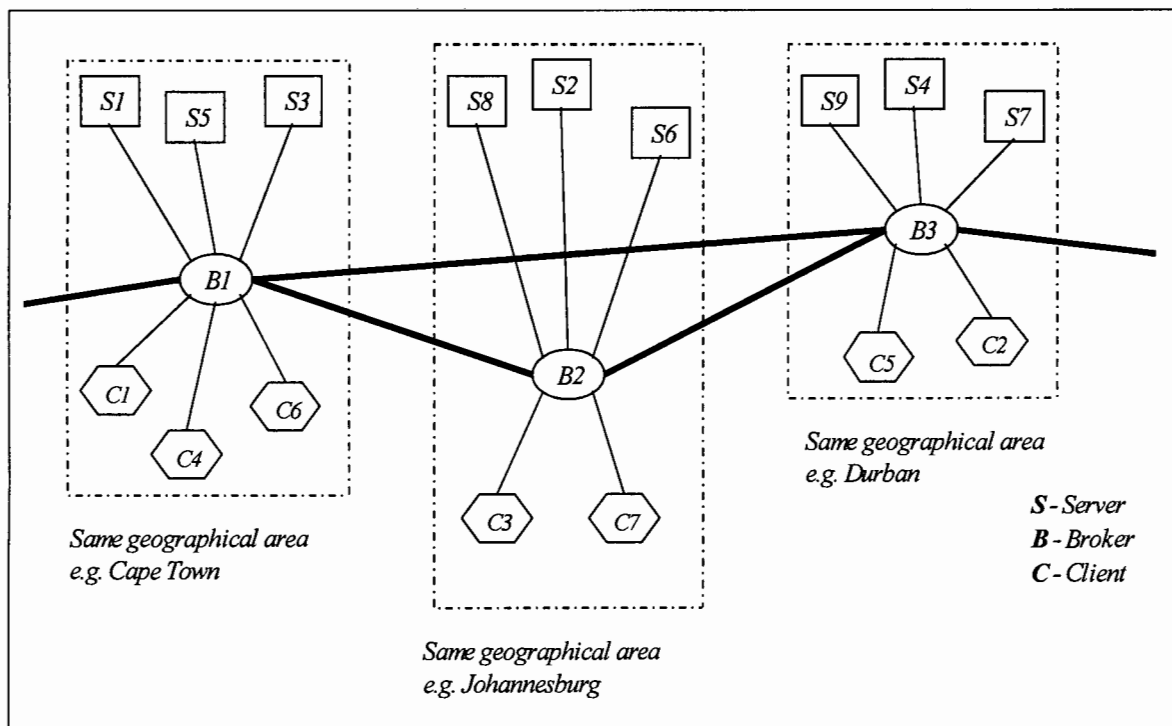 S1
S5
S3
B1
C1
C4
C6
Same geographical area
e.g. Cape Town
S8
S2
S6
B2
C3
C7
Same geographical area
e.g. Johannesburg
S9
S4
S7
B3
C5
C2
Same geographical area
e.g. Durban
S - Server
B - Broker
C - Client